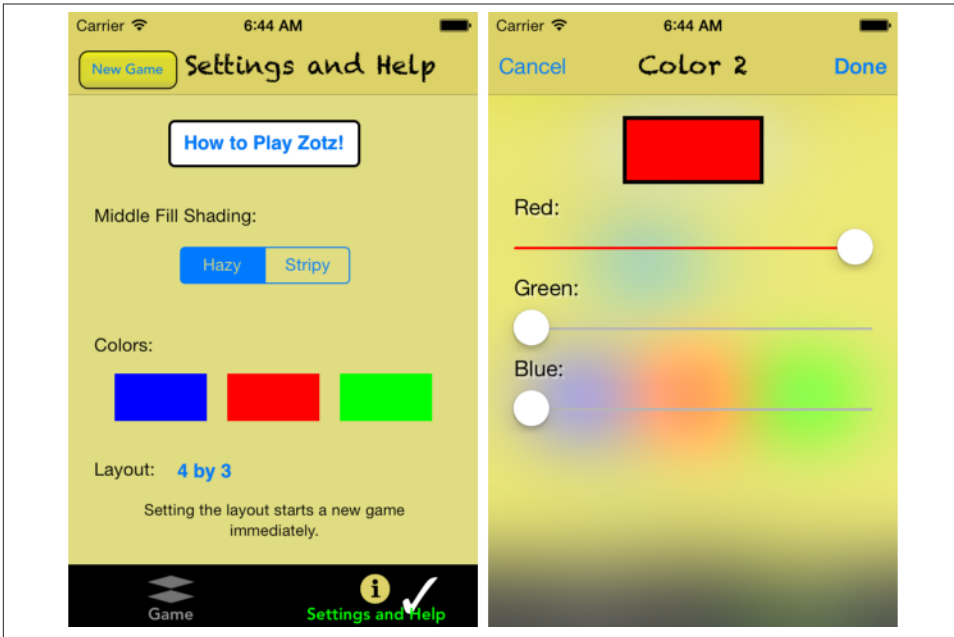 Carrier 6:44 AM
New Game Settings and Help
How to Play Zotz!
Middle Fill Shading:
Hazy Stripy
Colors:
Layout: 4 by 3
Setting the layout starts a new game
immediately.
Game Settings and Help
Carrier 6:44 AM
Cancel Color 2 Done
Red:
Green:
Blue: